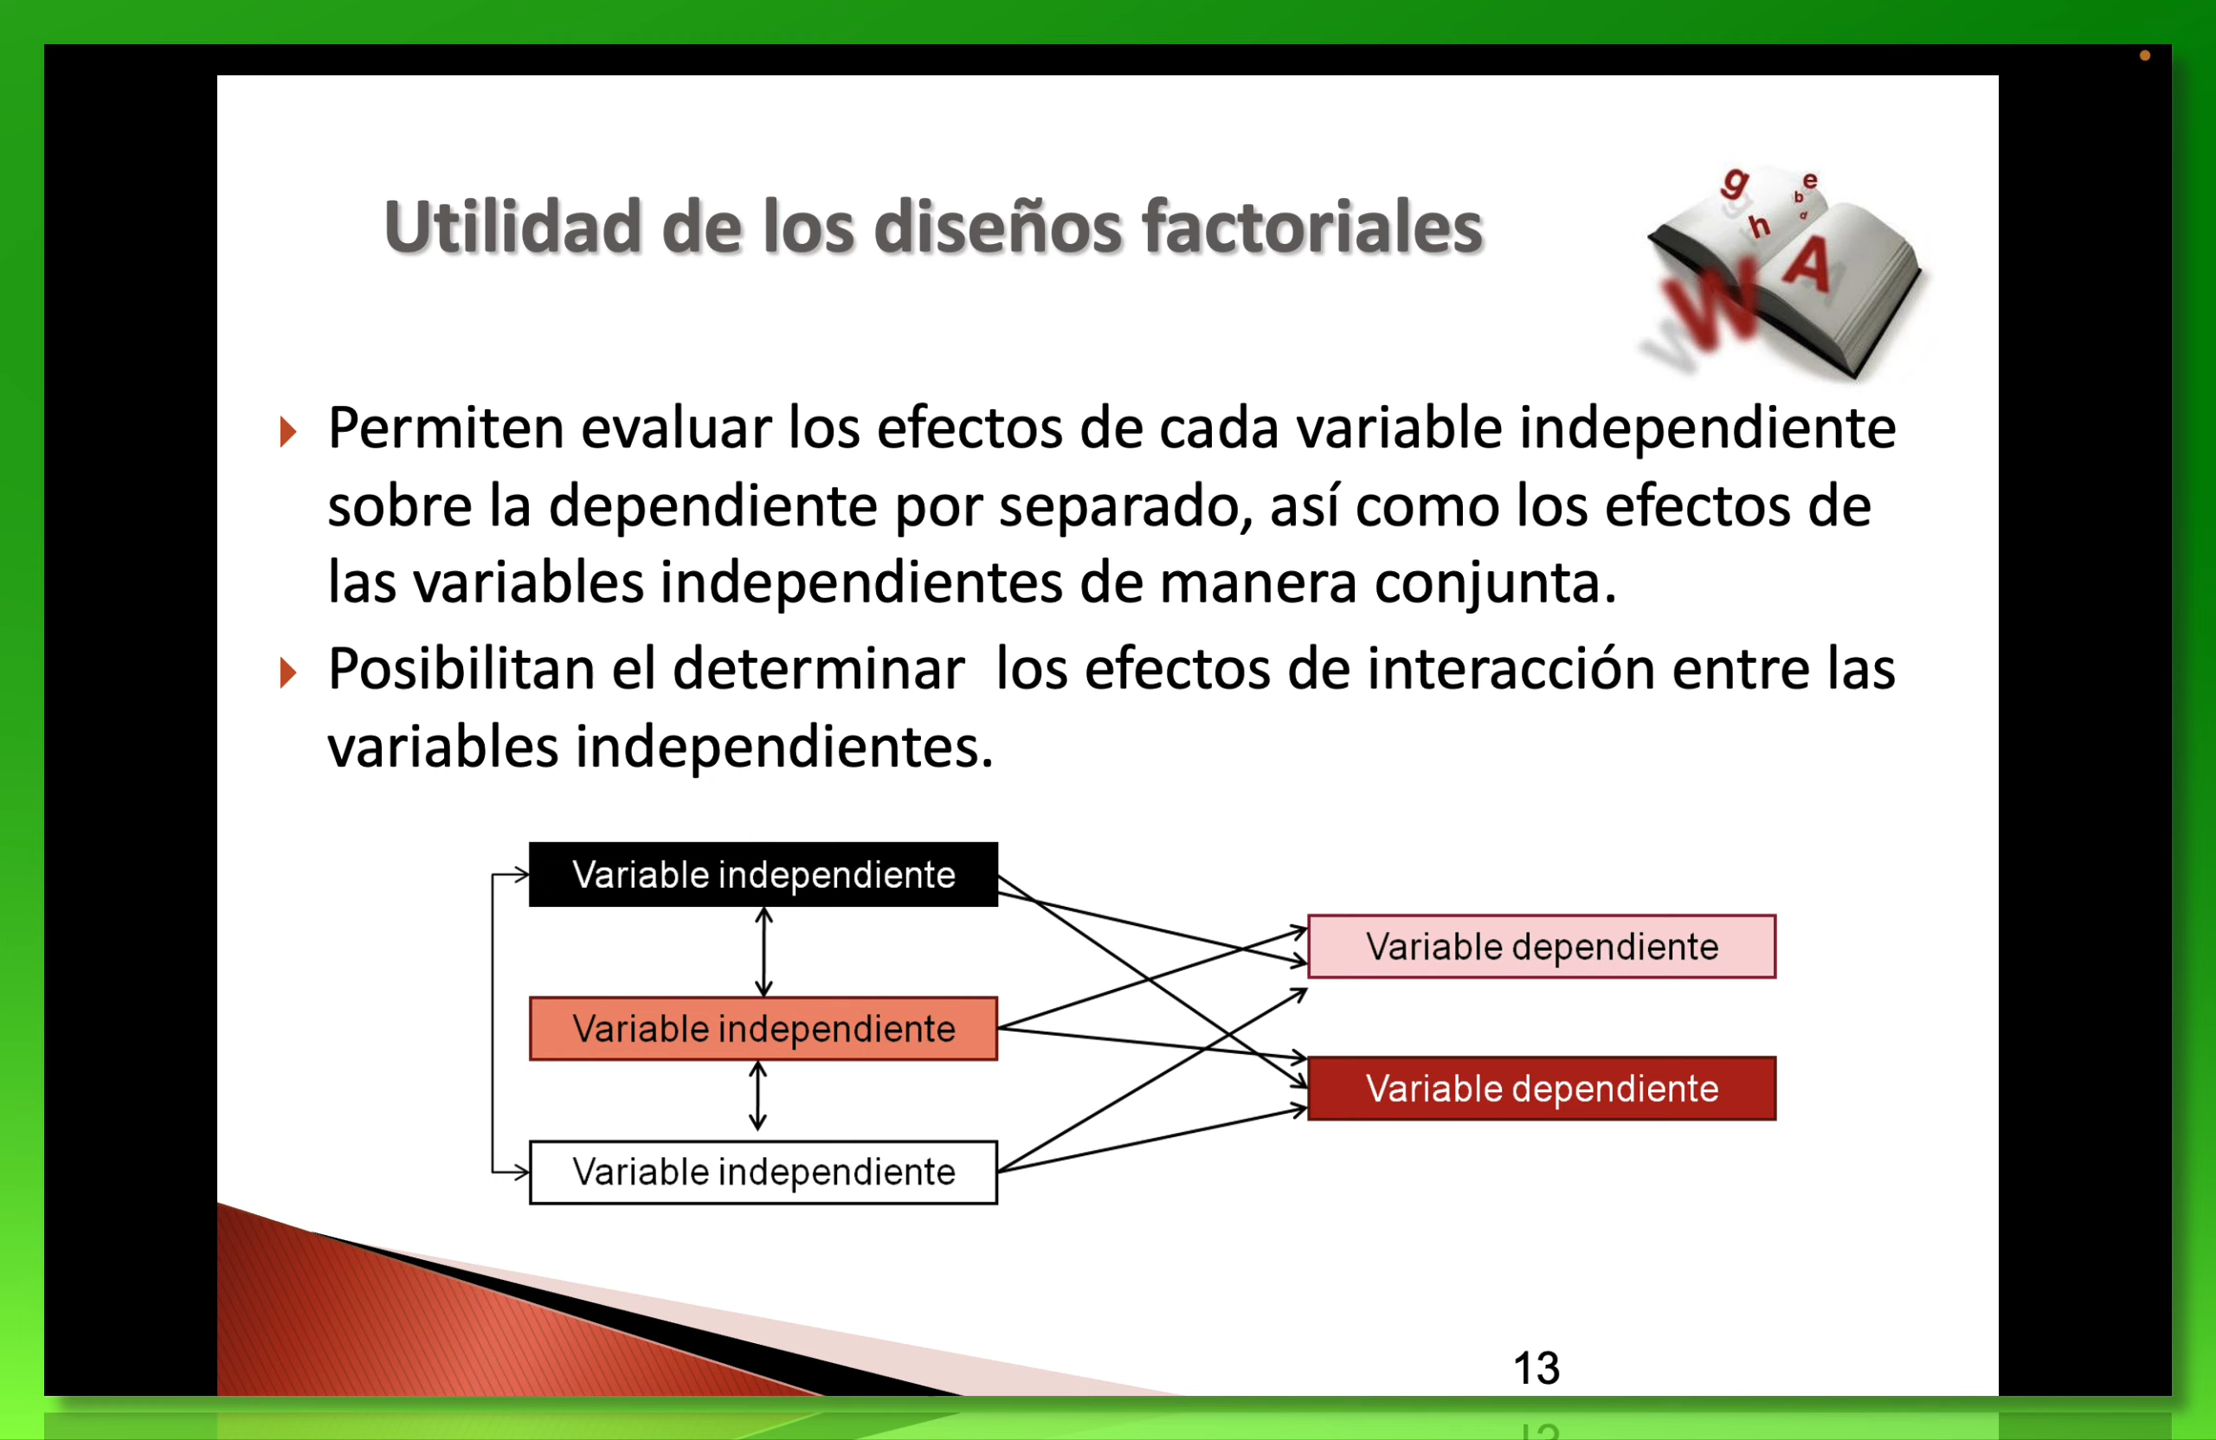 Utilidad de los diseños factoriales
g e
b
h d
A
W
Permiten evaluar los efectos de cada variable independiente
sobre la dependiente por separado, así como los efectos de
las variables independientes de manera conjunta.
Posibilitan el determinar  los efectos de interacción entre las
variables independientes.
Variable independiente
Variable dependiente
Variable independiente
Variable dependiente
Variable independiente
13